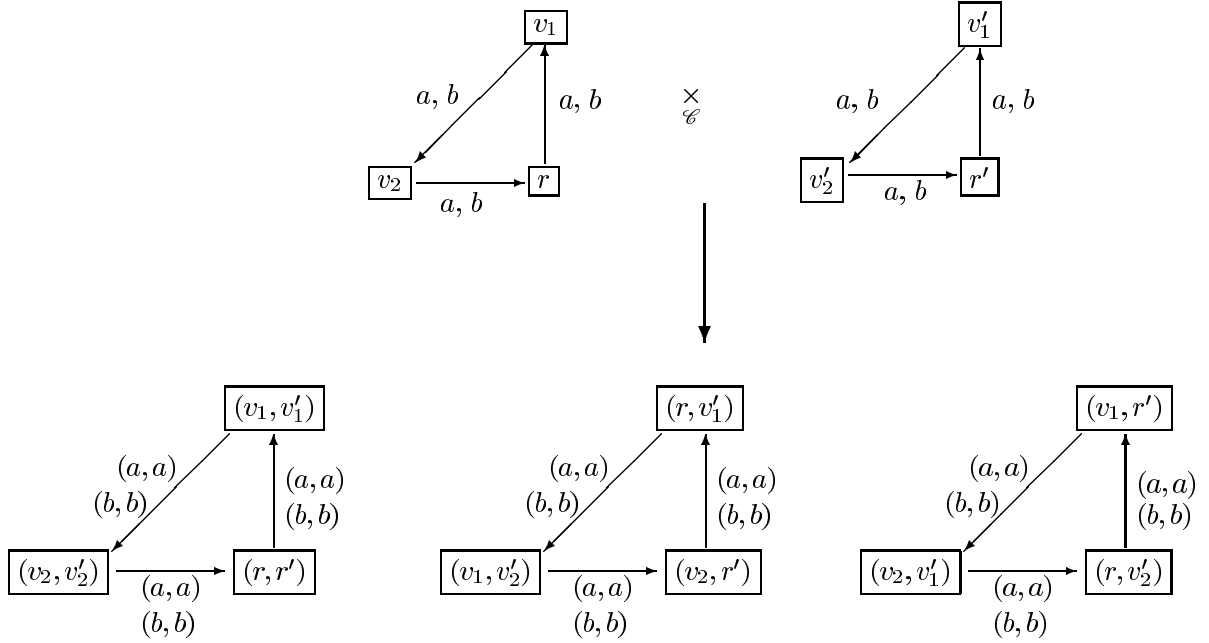 v₁ v′₁
a, b a, b × a, b a, b
𝒞
v₂ r v′₂ r′
a, b a, b
(v₁, v′₁) (r, v′₁) (v₁, r′)
(a, a) (a, a) (a, a) (a, a) (a, a) (a, a)
(b, b) (b, b) (b, b) (b, b) (b, b) (b, b)
(v₂, v′₂) (r, r′) (v₁, v′₂) (v₂, r′) (v₂, v′₁) (r, v′₂)
(a, a) (a, a) (a, a)
(b, b) (b, b) (b, b)